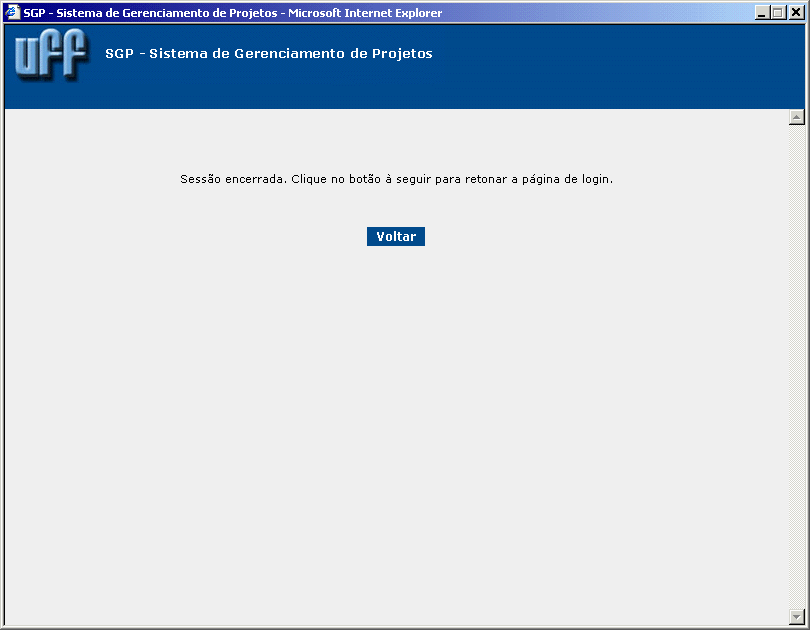 SGP - Sistema de Gerenciamento de Projetos - Microsoft Internet Explorer
uff
SGP - Sistema de Gerenciamento de Projetos
Sessão encerrada. Clique no botão à seguir para retonar a página de login.
Voltar